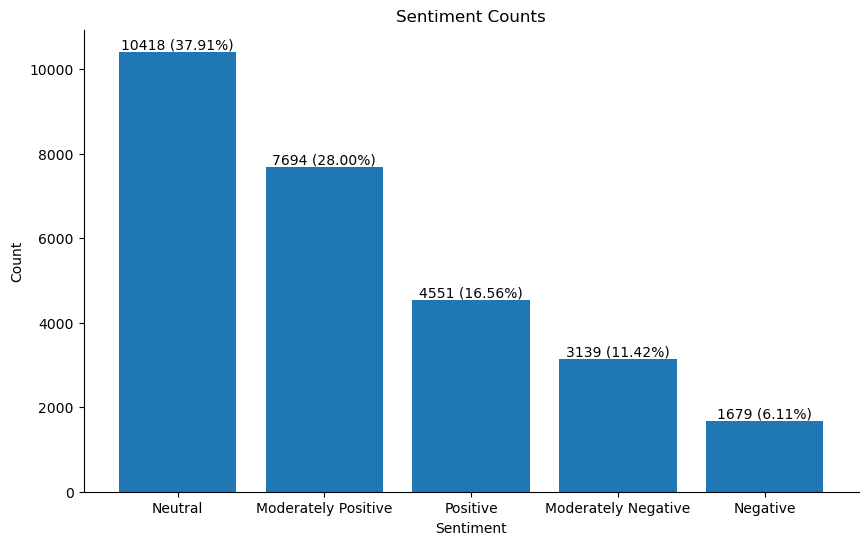 Sentiment Counts
10418 (37.91%)
7694 (28.00%)
4551 (16.56%)
3139 (11.42%)
1679 (6.11%)
10000
8000
6000
4000
2000
0
Count
Neutral
Moderately Positive
Positive
Moderately Negative
Negative
Sentiment